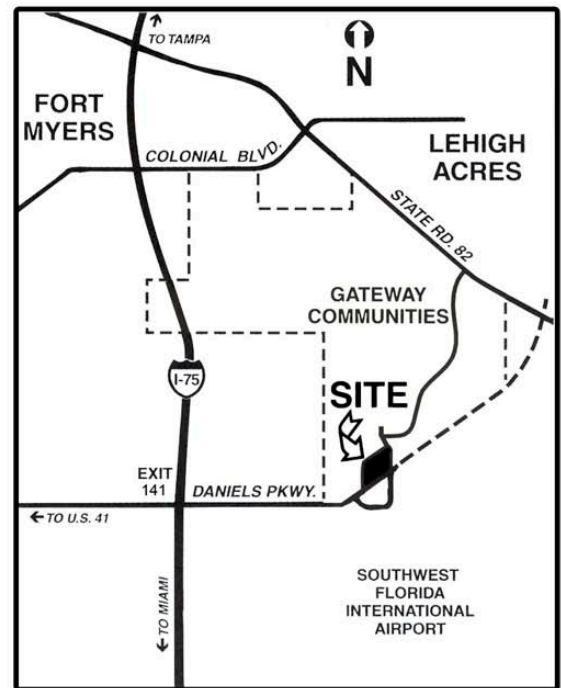 ← TO TAMPA
N
FORT
MYERS
COLONIAL BLVD.
LEHIGH
ACRES
STATE RD. 82
GATEWAY
COMMUNITIES
I-75
SITE
EXIT
141
DANIELS PKWY.
← TO U.S. 41
← TO MIAMI
SOUTHWEST
FLORIDA
INTERNATIONAL
AIRPORT